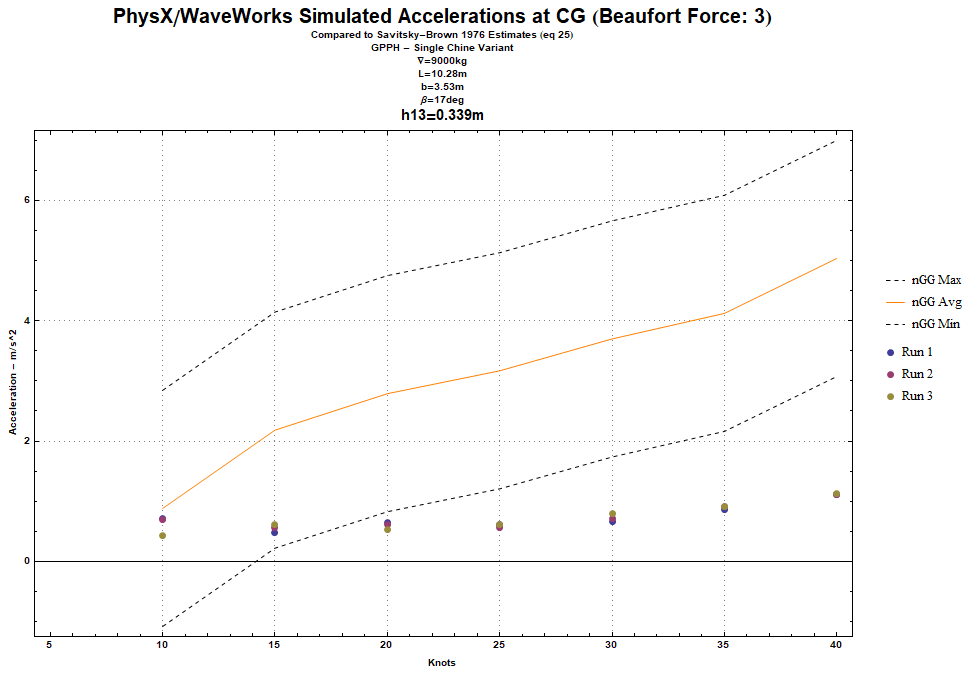 PhysX/WaveWorks Simulated Accelerations at CG (Beaufort Force: 3)
Compared to Savitsky-Brown 1976 Estimates (eq 25)
GPPH - Single Chine Variant
∇=9000kg
L=10.28m
b=3.53m
β=17deg
h13=0.339m
6
4
2
0
Acceleration - m/s^2
5 10 15 20 25 30 35 40
Knots
nGG Max
nGG Avg
nGG Min
Run 1
Run 2
Run 3